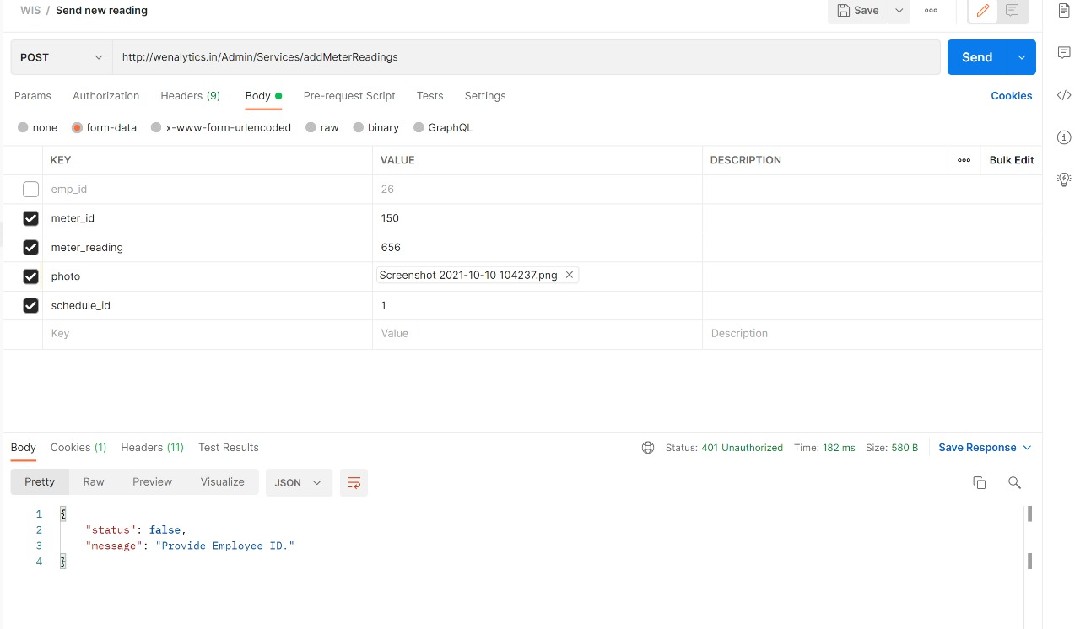 WIS / Send new reading
Save
POST
http://wenalytics.in/Admin/Services/addMeterReadings
Send
Params Authorization Headers (9) Body Pre-request Script Tests Settings Cookies
none form-data x-www-form-urlencoded raw binary GraphQL
KEY VALUE DESCRIPTION Bulk Edit
emp_id 26
meter_id 150
meter_reading 656
photo Screenshot 2021-10-10 104237.png
schedule_id 1
Key Value Description
Body Cookies (1) Headers (11) Test Results Status: 401 Unauthorized Time: 182 ms Size: 580 B Save Response
Pretty Raw Preview Visualize JSON
1 {
2 "status": false,
3 "message": "Provide Employee ID."
4 }